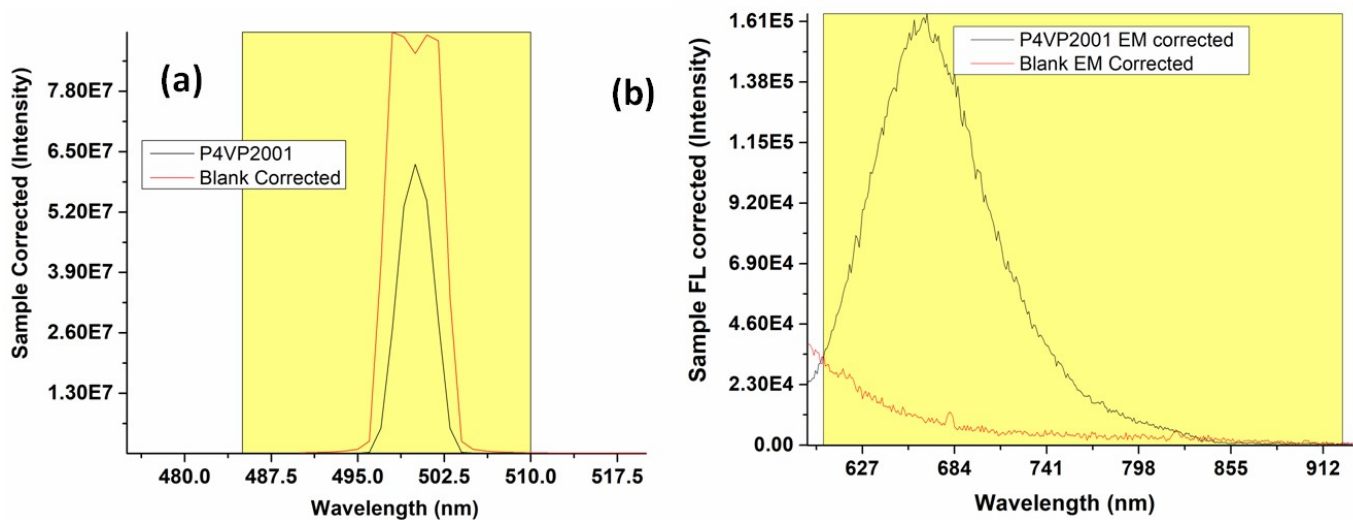 (a)
Sample Corrected (Intensity)
7.80E7
6.50E7
5.20E7
3.90E7
2.60E7
1.30E7
P4VP2001
Blank Corrected
480.0 487.5 495.0 502.5 510.0 517.5
Wavelength (nm)
(b)
Sample FL corrected (Intensity)
1.61E5
1.38E5
1.15E5
9.20E4
6.90E4
4.60E4
2.30E4
0.00
P4VP2001 EM corrected
Blank EM Corrected
627 684 741 798 855 912
Wavelength (nm)